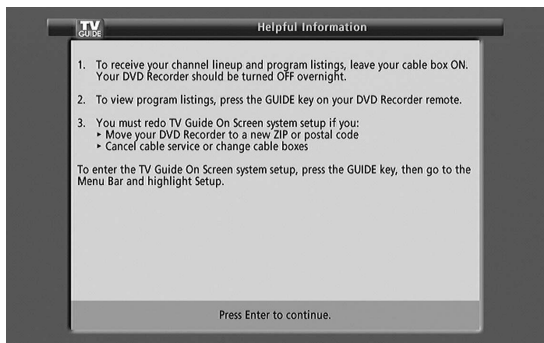 TV
GUIDE
Helpful Information
1. To receive your channel lineup and program listings, leave your cable box ON.
Your DVD Recorder should be turned OFF overnight.
2. To view program listings, press the GUIDE key on your DVD Recorder remote.
3. You must redo TV Guide On Screen system setup if you:
▸ Move your DVD Recorder to a new ZIP or postal code
▸ Cancel cable service or change cable boxes
To enter the TV Guide On Screen system setup, press the GUIDE key, then go to the
Menu Bar and highlight Setup.
Press Enter to continue.